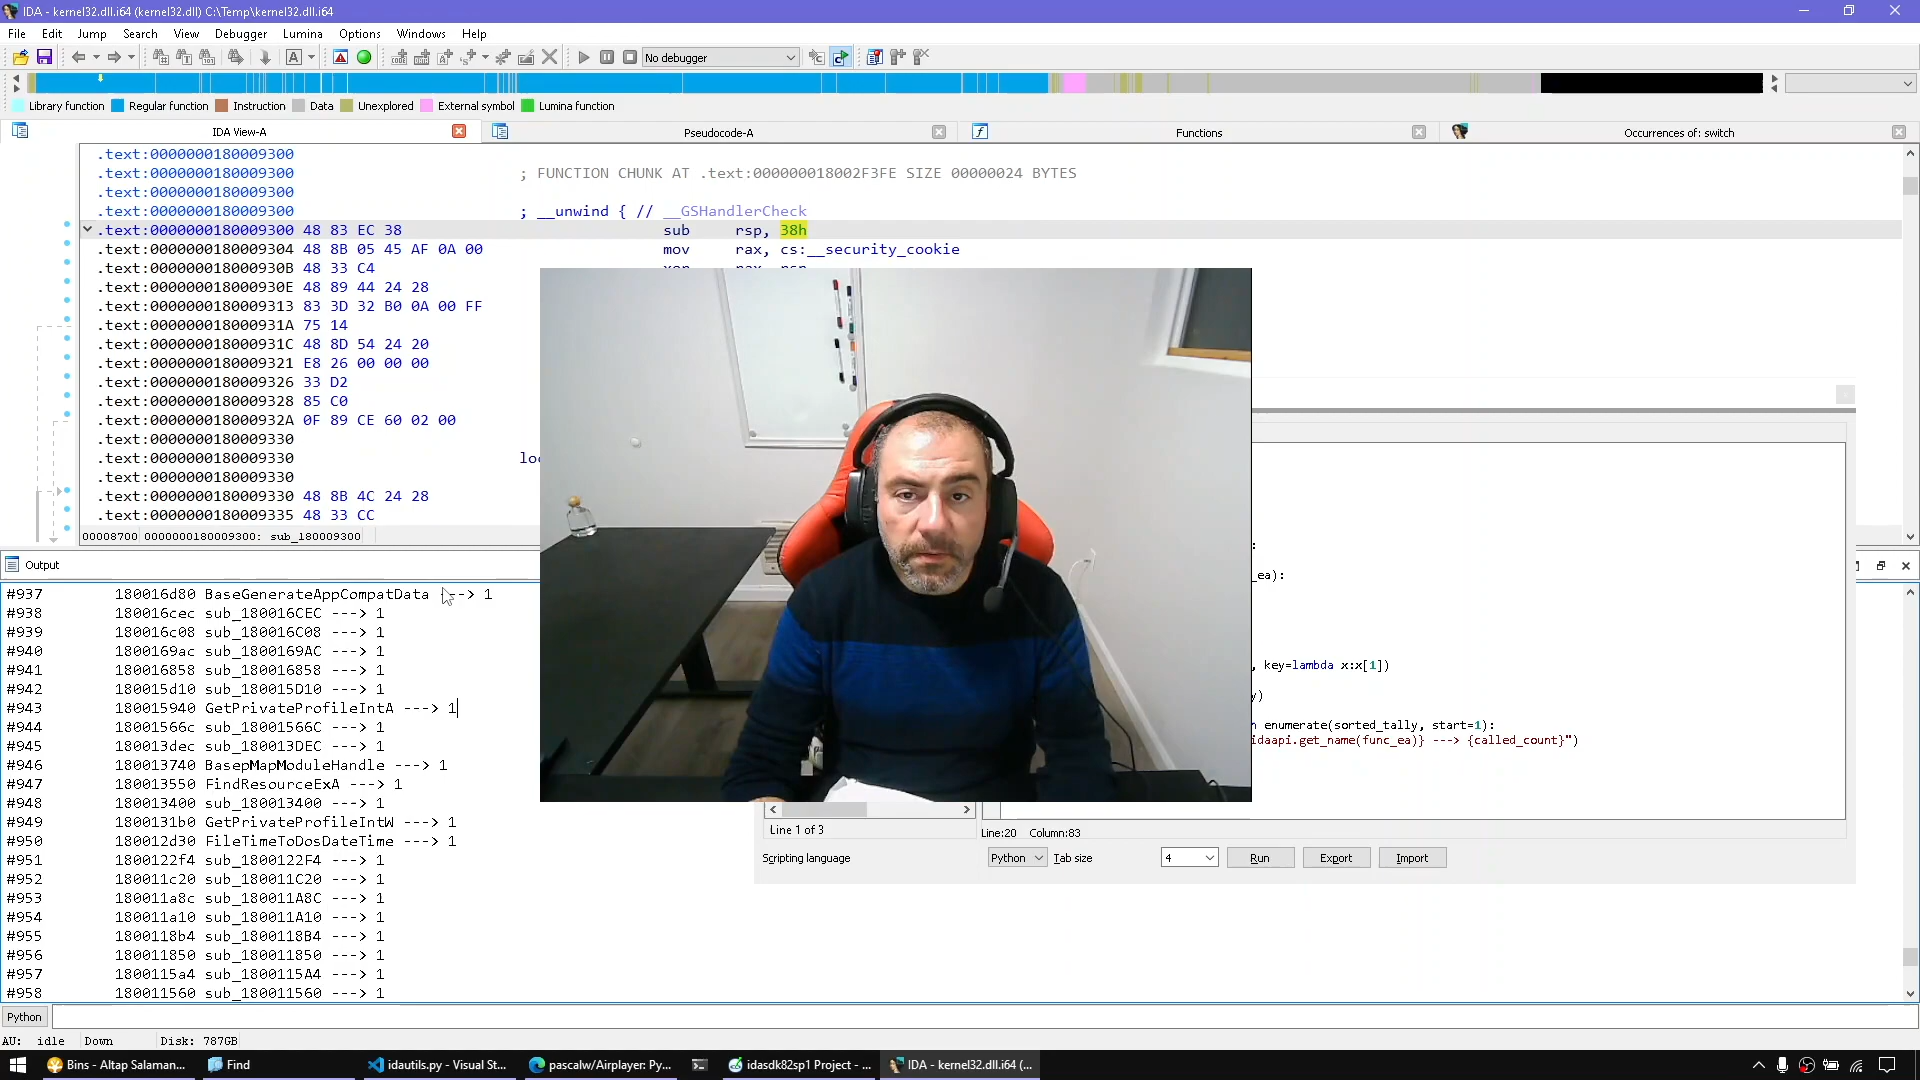 IDA - kernel32.dll.i64 (kernel32.dll) C:\Temp\kernel32.dll.i64
File Edit Jump Search View Debugger Lumina Options Windows Help
No debugger
Library function Regular function Instruction Data Unexplored External symbol Lumina function
IDA View-A Pseudocode-A Functions Occurrences of: switch
.text:0000000180009300
.text:0000000180009300 ; FUNCTION CHUNK AT .text:000000018002F3FE SIZE 00000024 BYTES
.text:0000000180009300
.text:0000000180009300 ; __unwind { // __GSHandlerCheck
.text:0000000180009300 48 83 EC 38 sub rsp, 38h
.text:0000000180009304 48 8B 05 45 AF 0A 00 mov rax, cs:__security_cookie
.text:000000018000930B 48 33 C4 xor rax, rsp
.text:000000018000930E 48 89 44 24 28
.text:0000000180009313 83 3D 32 B0 0A 00 FF
.text:000000018000931A 75 14
.text:000000018000931C 48 8D 54 24 20
.text:0000000180009321 E8 26 00 00 00
.text:0000000180009326 33 D2
.text:0000000180009328 85 C0
.text:000000018000932A 0F 89 CE 60 02 00
.text:0000000180009330
.text:0000000180009330 loc
.text:0000000180009330
.text:0000000180009330 48 8B 4C 24 28
.text:0000000180009335 48 33 CC
00008700 0000000180009300: sub_180009300
Output
#937 180016d80 BaseGenerateAppCompatData ---> 1
#938 180016cec sub_180016CEC ---> 1
#939 180016c08 sub_180016C08 ---> 1
#940 1800169ac sub_1800169AC ---> 1
#941 180016858 sub_180016858 ---> 1
#942 180015d10 sub_180015D10 ---> 1
#943 180015940 GetPrivateProfileIntA ---> 1
#944 18001566c sub_18001566C ---> 1
#945 180013dec sub_180013DEC ---> 1
#946 180013740 BasepMapModuleHandle ---> 1
#947 180013550 FindResourceExA ---> 1
#948 180013400 sub_180013400 ---> 1
#949 1800131b0 GetPrivateProfileIntW ---> 1
#950 180012d30 FileTimeToDosDateTime ---> 1
#951 1800122f4 sub_1800122F4 ---> 1
#952 180011c20 sub_180011C20 ---> 1
#953 180011a8c sub_180011A8C ---> 1
#954 180011a10 sub_180011A10 ---> 1
#955 1800118b4 sub_1800118B4 ---> 1
#956 180011850 sub_180011850 ---> 1
#957 1800115a4 sub_1800115A4 ---> 1
#958 180011560 sub_180011560 ---> 1
:
_ea):
, key=lambda x:x[1])
y)
n enumerate(sorted_tally, start=1):
idaapi.get_name(func_ea)} ---> {called_count}")
Line 1 of 3 Line:20 Column:83
Scripting language Python Tab size 4 Run Export Import
Python
AU: idle Down Disk: 787GB
Bins - Altap Salaman... Find idautils.py - Visual St... pascalw/Airplayer: Py... idasdk82sp1 Project - ... IDA - kernel32.dll.i64 (...